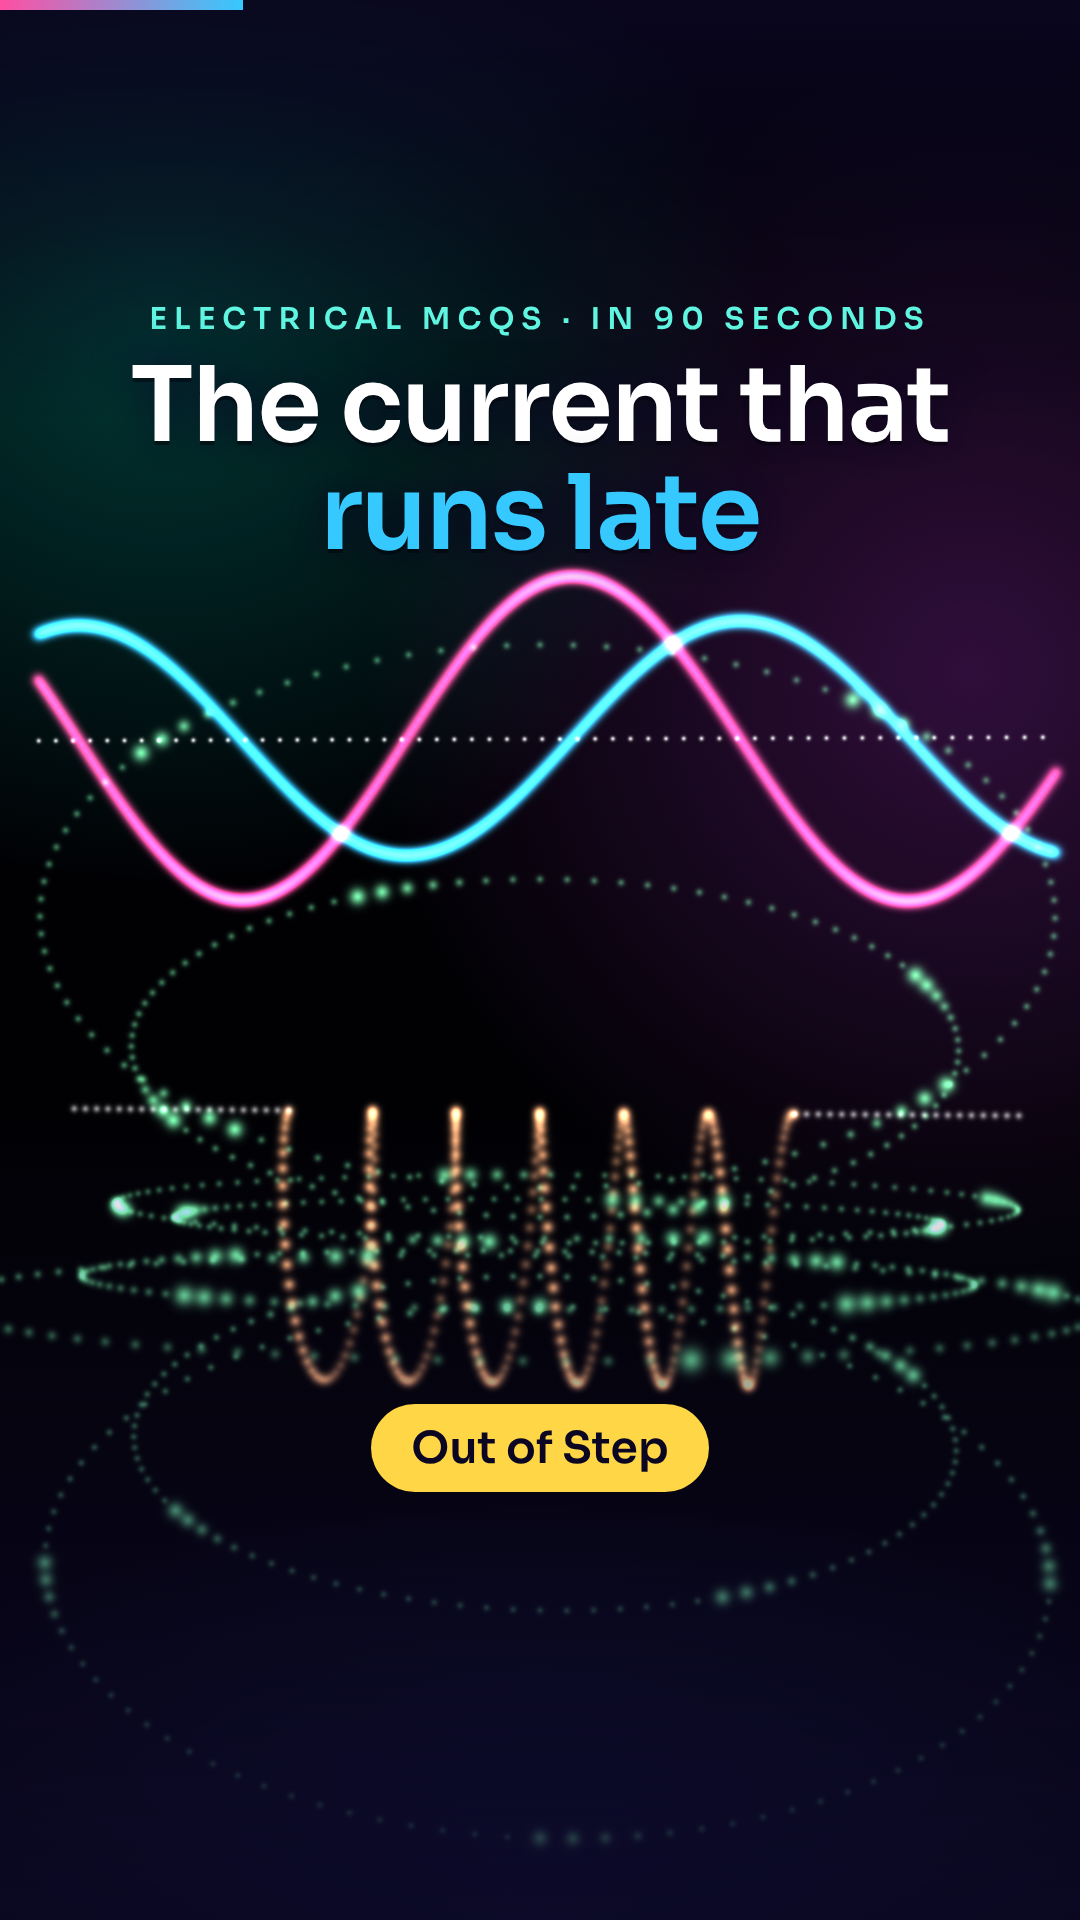 ELECTRICAL MCQS · IN 90 SECONDS
The current that
runs late
Out of Step